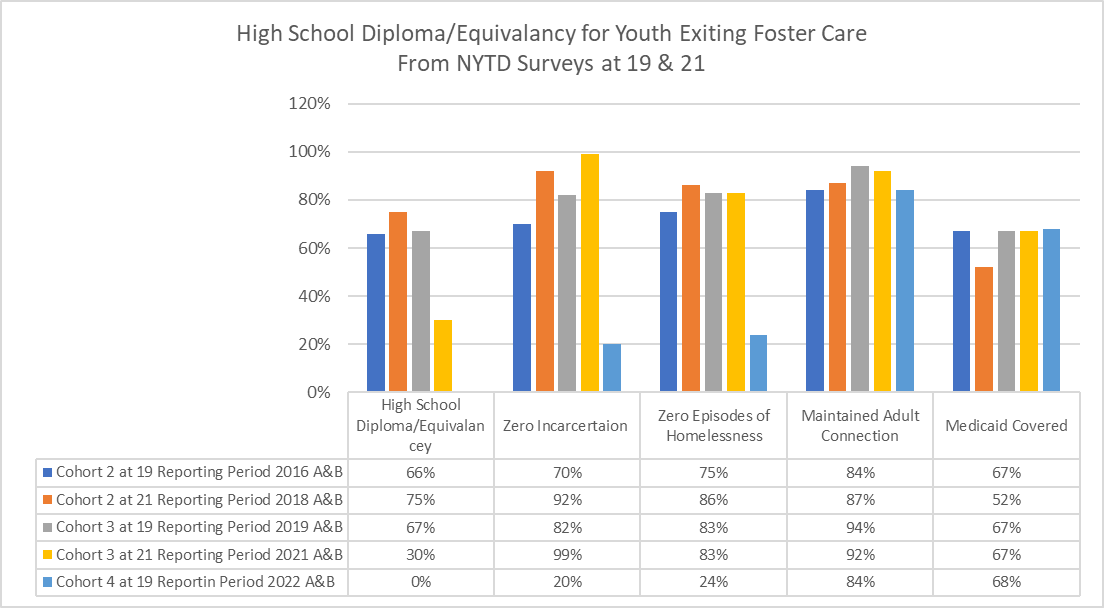 High School Diploma/Equivalancy for Youth Exiting Foster Care
From NYTD Surveys at 19 & 21
120%
100%
80%
60%
40%
20%
0%
High School
Diploma/Equivalan
cey
Zero Incarcertaion
Zero Episodes of
Homelessness
Maintained Adult
Connection
Medicaid Covered
Cohort 2 at 19 Reporting Period 2016 A&B 66% 70% 75% 84% 67%
Cohort 2 at 21 Reporting Period 2018 A&B 75% 92% 86% 87% 52%
Cohort 3 at 19 Reporting Period 2019 A&B 67% 82% 83% 94% 67%
Cohort 3 at 21 Reporting Period 2021 A&B 30% 99% 83% 92% 67%
Cohort 4 at 19 Reportin Period 2022 A&B 0% 20% 24% 84% 68%